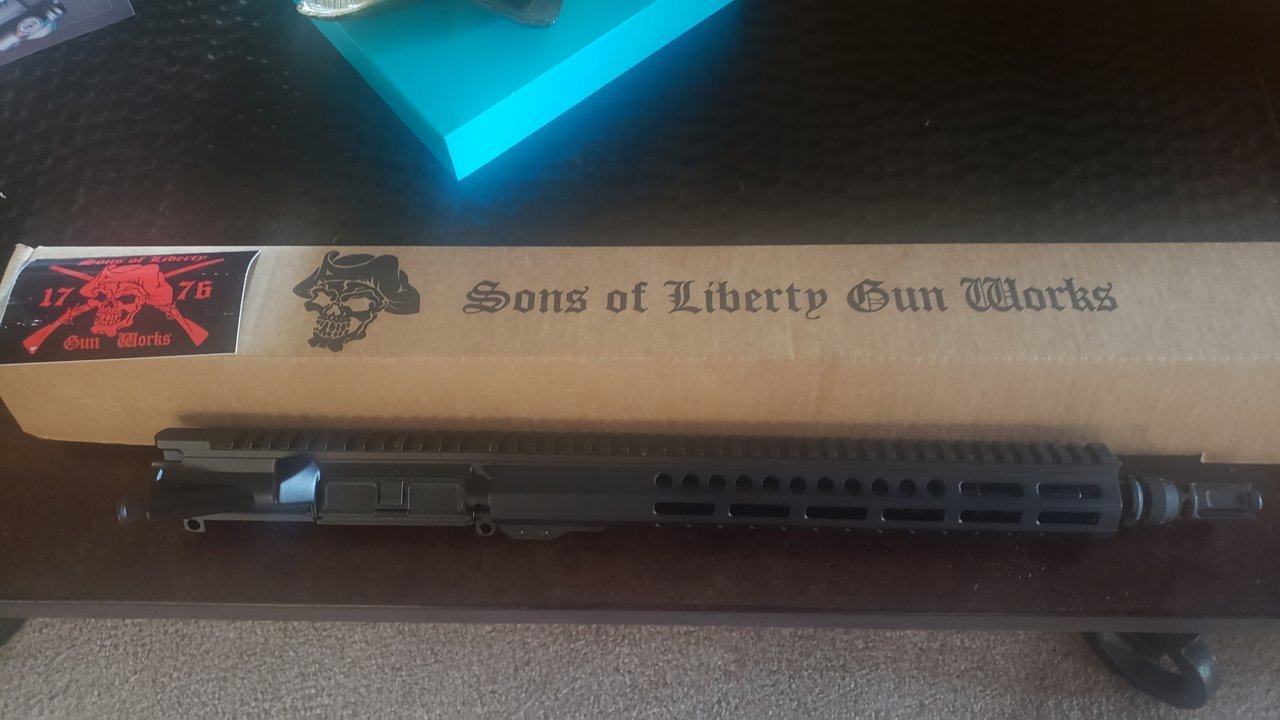 Sons of Liberty
17 76
Gun Works
Sons of Liberty Gun Works